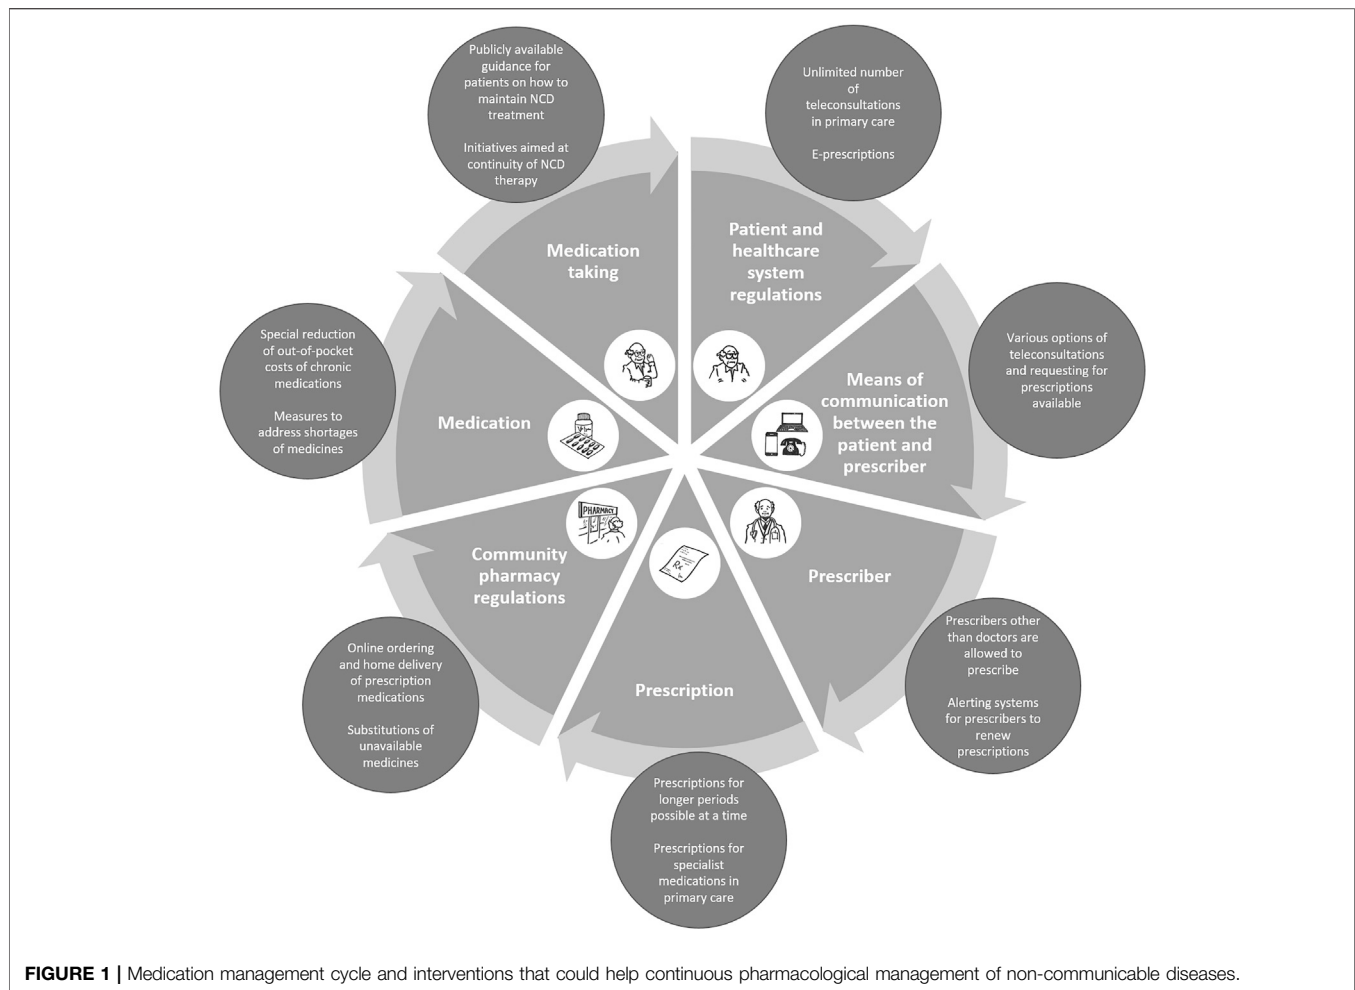 Publicly available
guidance for
patients on how to
maintain NCD
treatment
Initiatives aimed at
continuity of NCD
therapy
Unlimited number
of
teleconsultations
in primary care
E-prescriptions
Medication
taking
Patient and
healthcare
system
regulations
Special reduction
of out-of-pocket
costs of chronic
medications
Measures to
address shortages
of medicines
Various options of
teleconsultations
and requesting for
prescriptions
available
Medication
Means of
communication
between the
patient and
prescriber
PHARMACY
Community
pharmacy
regulations
Rx
Prescriber
Prescription
Online ordering
and home delivery
of prescription
medications
Substitutions of
unavailable
medicines
Prescribers other
than doctors are
allowed to
prescribe
Alerting systems
for prescribers to
renew
prescriptions
Prescriptions for
longer periods
possible at a time
Prescriptions for
specialist
medications in
primary care
FIGURE 1 | Medication management cycle and interventions that could help continuous pharmacological management of non-communicable diseases.